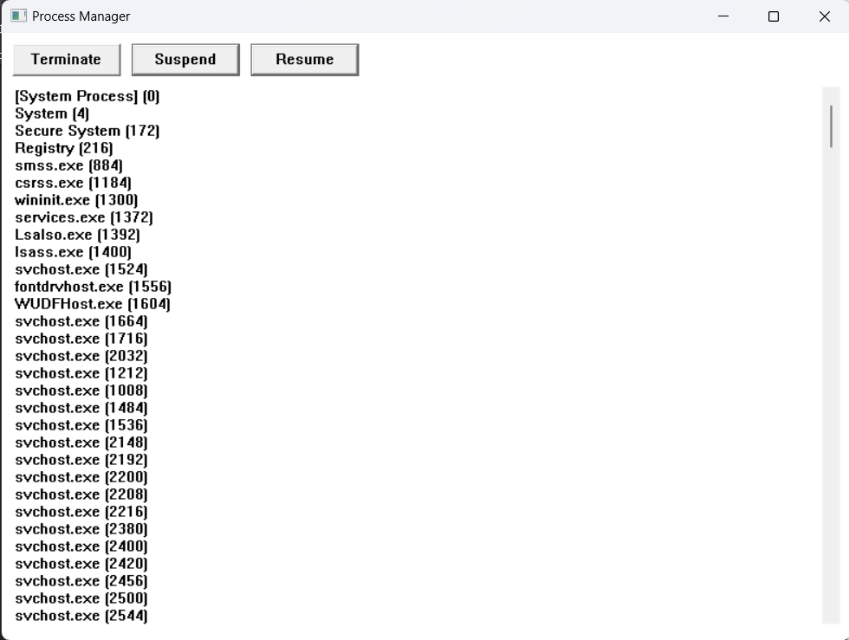 Process Manager
Terminate Suspend Resume
[System Process] (0)
System (4)
Secure System (172)
Registry (216)
smss.exe (884)
csrss.exe (1184)
wininit.exe (1300)
services.exe (1372)
LsaIso.exe (1392)
lsass.exe (1400)
svchost.exe (1524)
fontdrvhost.exe (1556)
WUDFHost.exe (1604)
svchost.exe (1664)
svchost.exe (1716)
svchost.exe (2032)
svchost.exe (1212)
svchost.exe (1008)
svchost.exe (1484)
svchost.exe (1536)
svchost.exe (2148)
svchost.exe (2192)
svchost.exe (2200)
svchost.exe (2208)
svchost.exe (2216)
svchost.exe (2380)
svchost.exe (2400)
svchost.exe (2420)
svchost.exe (2456)
svchost.exe (2500)
svchost.exe (2544)